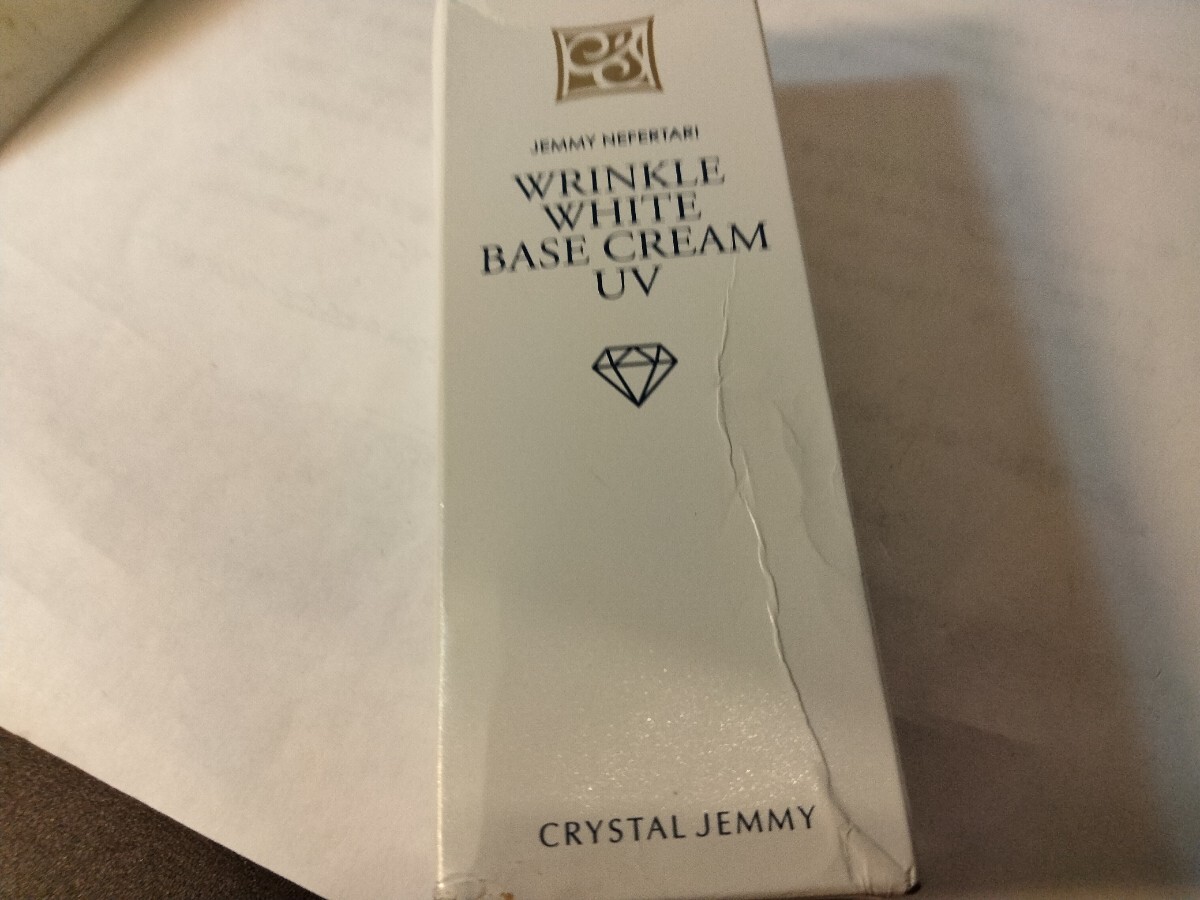 JEMMY NEFERTARI
WRINKLE
WHITE
BASE CREAM
UV
CRYSTAL JEMMY